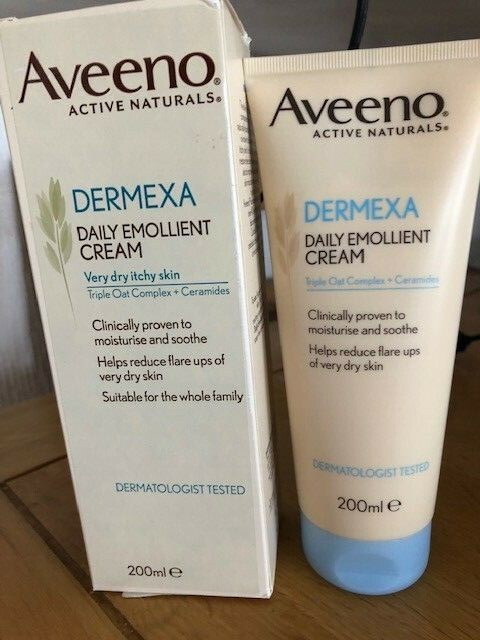 Aveeno®
ACTIVE NATURALS®
DERMEXA
DAILY EMOLLIENT
CREAM
Very dry itchy skin
Triple Oat Complex + Ceramides
Clinically proven to
moisturise and soothe
Helps reduce flare ups of
very dry skin
Suitable for the whole family
DERMATOLOGIST TESTED
200ml ℮
Aveeno®
ACTIVE NATURALS®
DERMEXA
DAILY EMOLLIENT
CREAM
Triple Oat Complex + Ceramides
Clinically proven to
moisturise and soothe
Helps reduce flare ups
of very dry skin
DERMATOLOGIST TESTED
200ml ℮